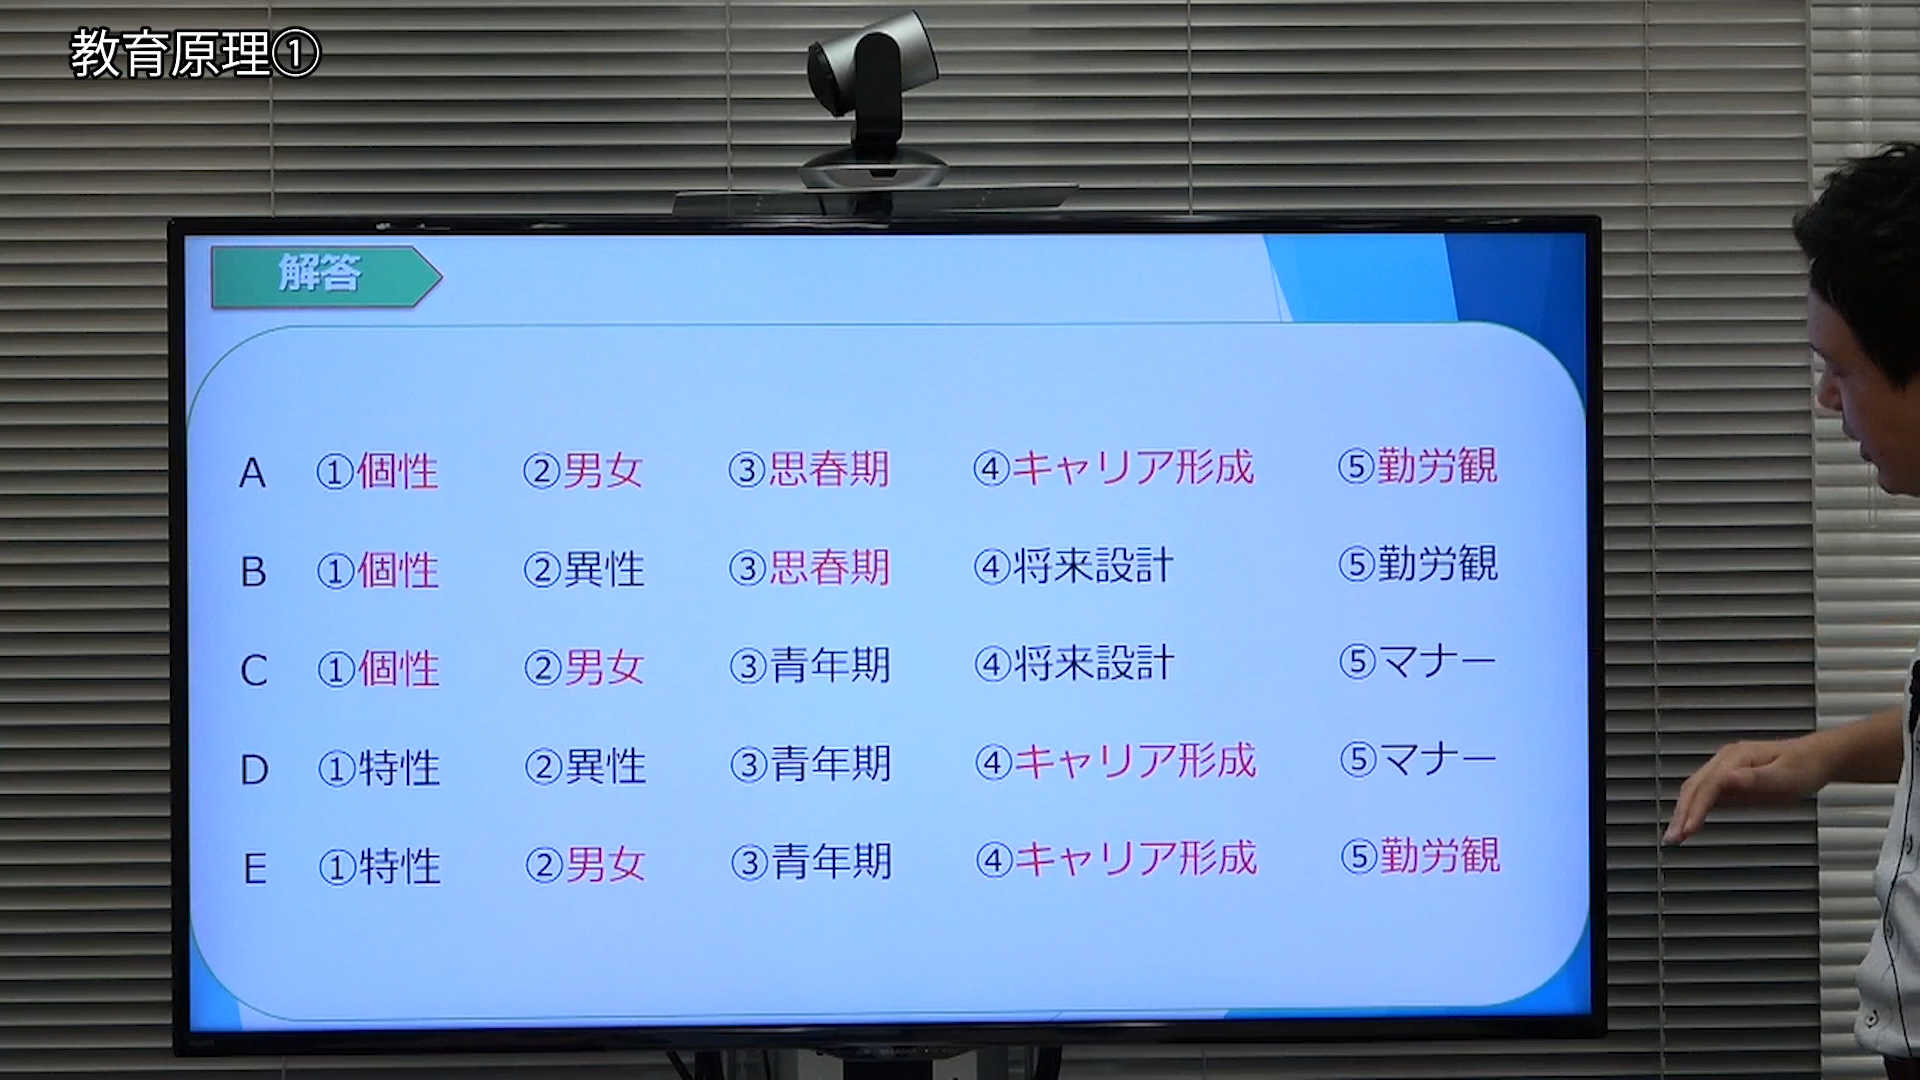 教育原理①
解答
A ①個性 ②男女 ③思春期 ④キャリア形成 ⑤勤労観
B ①個性 ②異性 ③思春期 ④将来設計 ⑤勤労観
C ①個性 ②男女 ③青年期 ④将来設計 ⑤マナー
D ①特性 ②異性 ③青年期 ④キャリア形成 ⑤マナー
E ①特性 ②男女 ③青年期 ④キャリア形成 ⑤勤労観